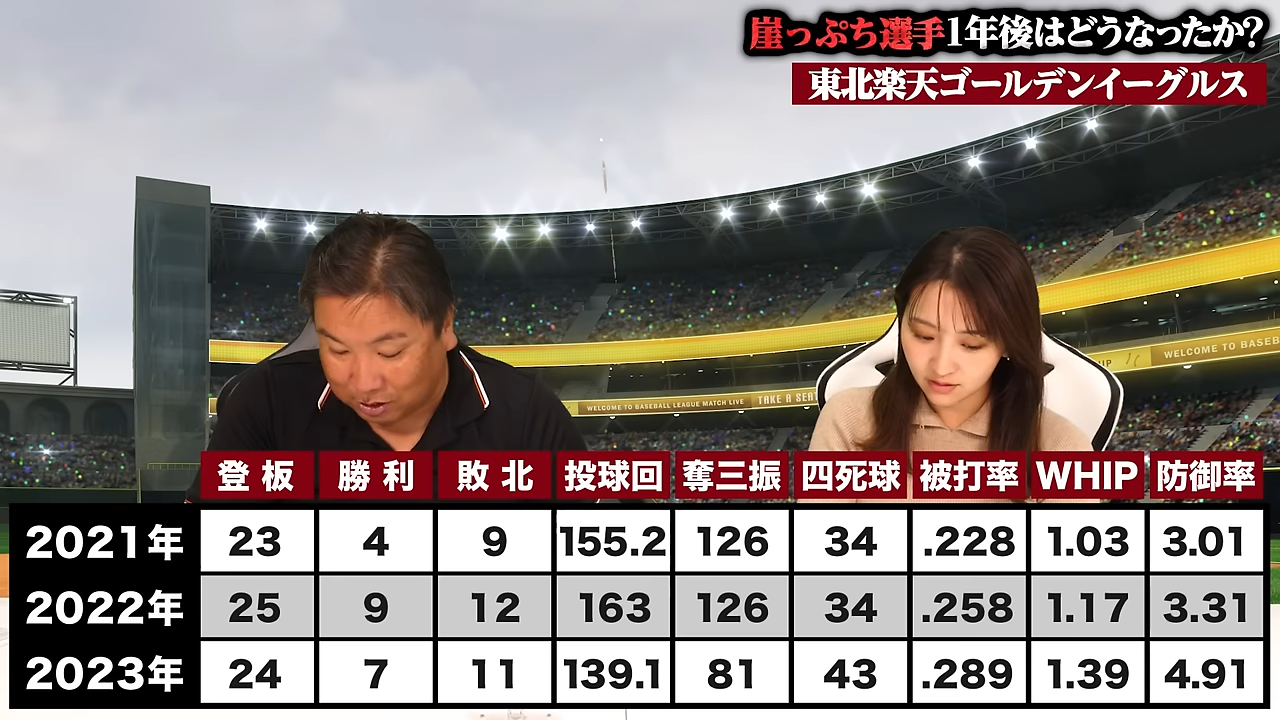 崖っぷち選手1年後はどうなったか?
東北楽天ゴールデンイーグルス
WELCOME TO BASEB
WELCOME TO BASEBALL LEAGUE MATCH LIVE TAKE A SEAT
登板 勝利 敗北 投球回 奪三振 四死球 被打率 WHIP 防御率
2021年 23 4 9 155.2 126 34 .228 1.03 3.01
2022年 25 9 12 163 126 34 .258 1.17 3.31
2023年 24 7 11 139.1 81 43 .289 1.39 4.91